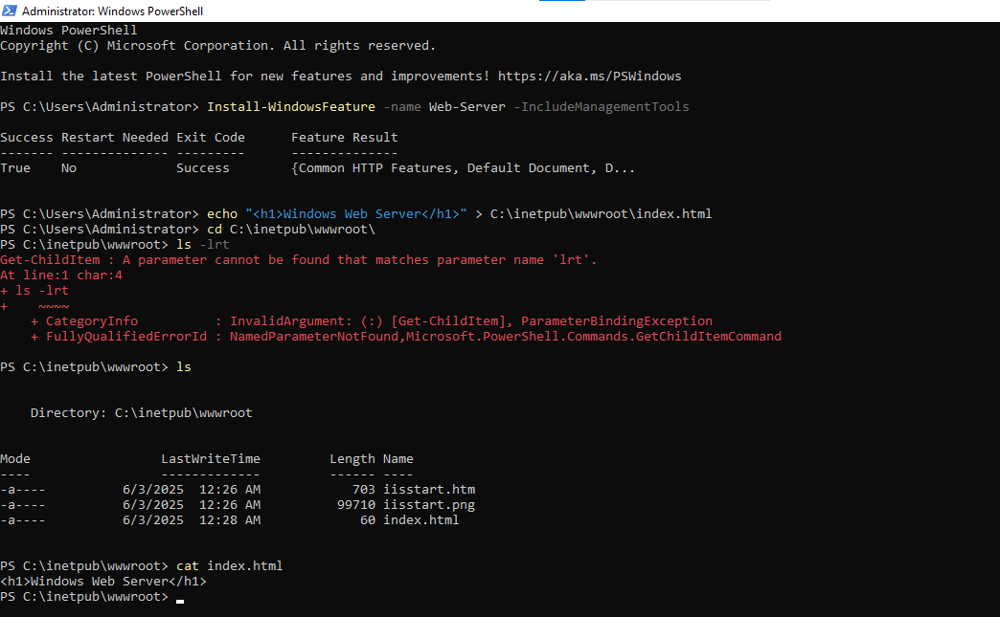 Administrator: Windows PowerShell
Windows PowerShell
Copyright (C) Microsoft Corporation. All rights reserved.
Install the latest PowerShell for new features and improvements! https://aka.ms/PSWindows
PS C:\Users\Administrator> Install-WindowsFeature -name Web-Server -IncludeManagementTools
Success Restart Needed Exit Code      Feature Result
------- -------------- ---------      --------------
True    No             Success        {Common HTTP Features, Default Document, D...
PS C:\Users\Administrator> echo "<h1>Windows Web Server</h1>" > C:\inetpub\wwwroot\index.html
PS C:\Users\Administrator> cd C:\inetpub\wwwroot\
PS C:\inetpub\wwwroot> ls -lrt
Get-ChildItem : A parameter cannot be found that matches parameter name 'lrt'.
At line:1 char:4
+ ls -lrt
+    ~~~~
    + CategoryInfo          : InvalidArgument: (:) [Get-ChildItem], ParameterBindingException
    + FullyQualifiedErrorId : NamedParameterNotFound,Microsoft.PowerShell.Commands.GetChildItemCommand
PS C:\inetpub\wwwroot> ls
    Directory: C:\inetpub\wwwroot
Mode                 LastWriteTime         Length Name
----                 -------------         ------ ----
-a----          6/3/2025  12:26 AM            703 iisstart.htm
-a----          6/3/2025  12:26 AM          99710 iisstart.png
-a----          6/3/2025  12:28 AM             60 index.html
PS C:\inetpub\wwwroot> cat index.html
<h1>Windows Web Server</h1>
PS C:\inetpub\wwwroot>